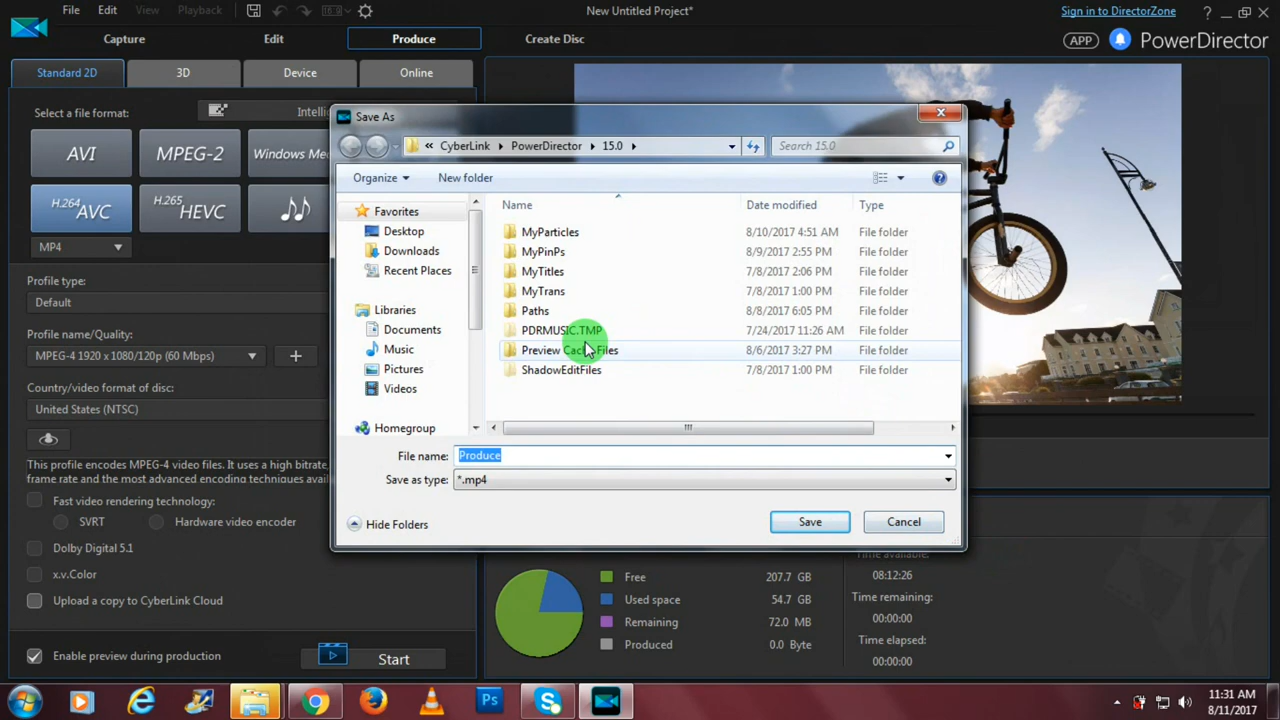 File Edit View Playback 16:9 New Untitled Project* Sign in to DirectorZone ?
Capture Edit Produce Create Disc APP PowerDirector
Standard 2D 3D Device Online
Select a file format: Intelli
AVI MPEG-2 Windows Med
H.264 AVC H.265 HEVC
MP4
Profile type:
Default
Profile name/Quality:
MPEG-4 1920 x 1080/120p (60 Mbps)
Country/video format of disc:
United States (NTSC)
This profile encodes MPEG-4 video files. It uses a high bitrate,
frame rate and the most advanced encoding techniques avai
Fast video rendering technology:
SVRT Hardware video encoder
Dolby Digital 5.1
x.v.Color
Upload a copy to CyberLink Cloud
Enable preview during production
Start
Save As
« CyberLink PowerDirector 15.0 Search 15.0
Organize New folder
Favorites
Desktop
Downloads
Recent Places
Libraries
Documents
Music
Pictures
Videos
Homegroup
Name Date modified Type
MyParticles 8/10/2017 4:51 AM File folder
MyPinPs 8/9/2017 2:55 PM File folder
MyTitles 7/8/2017 2:06 PM File folder
MyTrans 7/8/2017 1:00 PM File folder
Paths 8/8/2017 6:05 PM File folder
PDRMUSIC.TMP 7/24/2017 11:26 AM File folder
Preview Cache Files 8/6/2017 3:27 PM File folder
ShadowEditFiles 7/8/2017 1:00 PM File folder
File name: Produce
Save as type: *.mp4
Hide Folders Save Cancel
Free 207.7 GB
Used space 54.7 GB
Remaining 72.0 MB
Produced 0.0 Byte
Time available:
08:12:26
Time remaining:
00:00:00
Time elapsed:
00:00:00
Ps
11:31 AM
8/11/2017